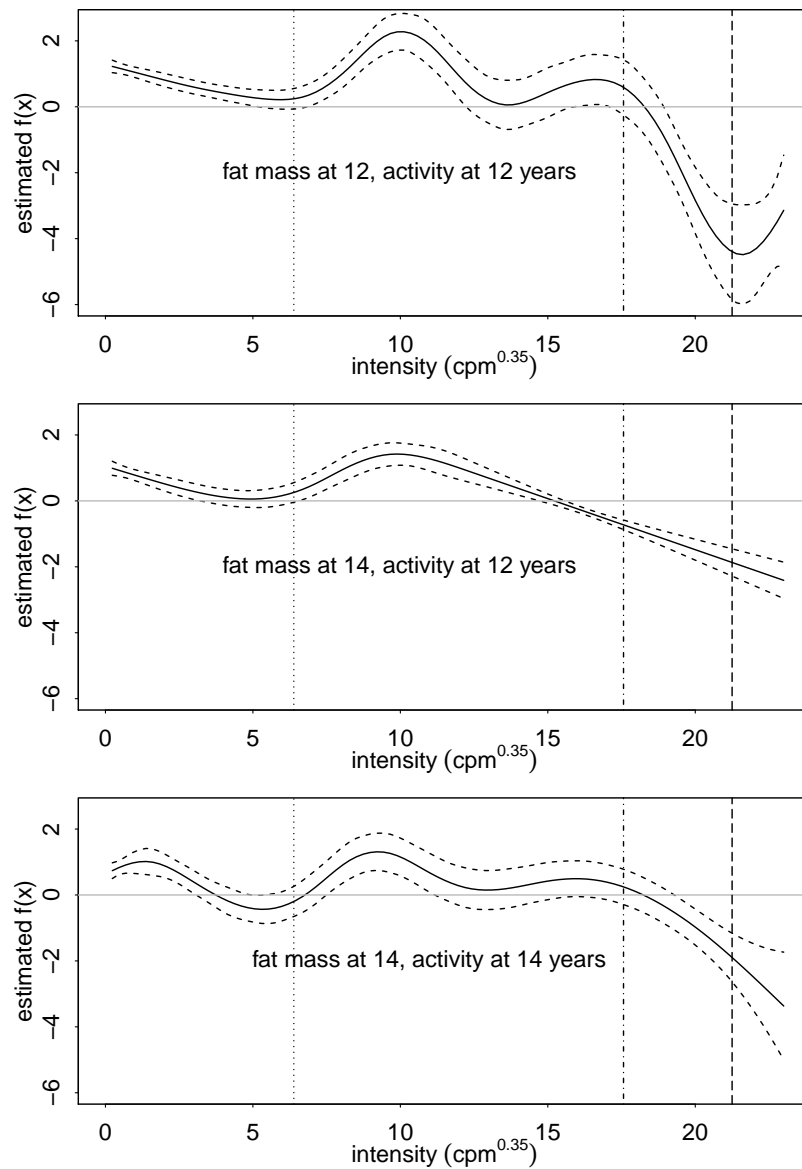 2
0
−2
−4
−6
estimated f(x)
fat mass at 12, activity at 12 years
0 5 10 15 20
intensity (cpm^0.35)
2
0
−2
−4
−6
estimated f(x)
fat mass at 14, activity at 12 years
0 5 10 15 20
intensity (cpm^0.35)
2
0
−2
−4
−6
estimated f(x)
fat mass at 14, activity at 14 years
0 5 10 15 20
intensity (cpm^0.35)